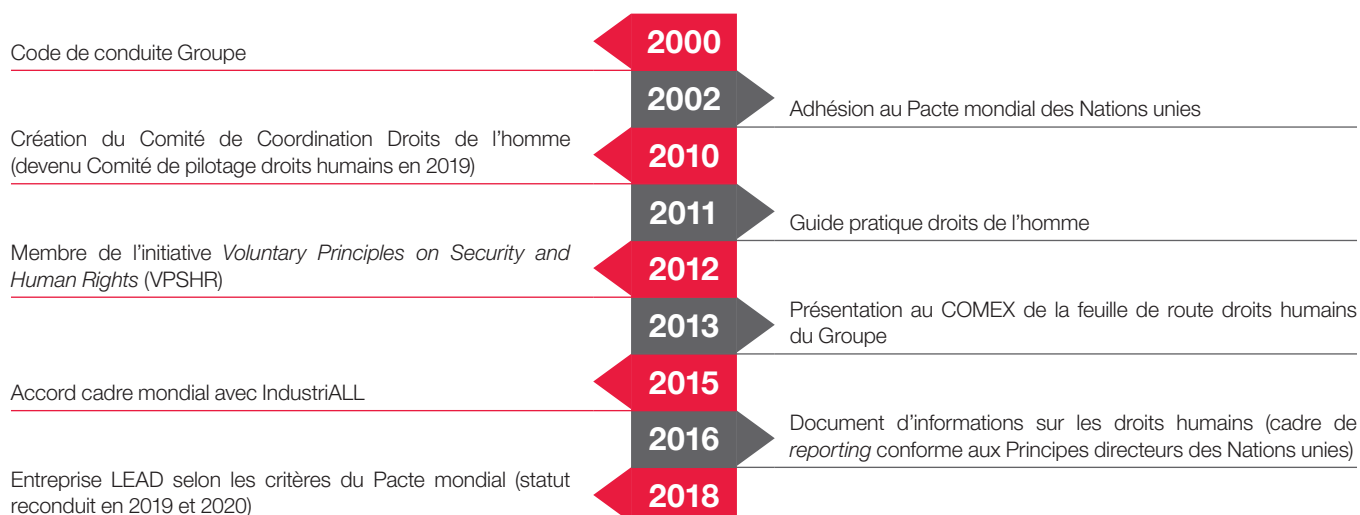 2000
Code de conduite Groupe
2002
Adhésion au Pacte mondial des Nations unies
Création du Comité de Coordination Droits de l’homme
(devenu Comité de pilotage droits humains en 2019)
2010
2011
Guide pratique droits de l’homme
Membre de l’initiative Voluntary Principles on Security and
Human Rights (VPSHR)
2012
2013
Présentation au COMEX de la feuille de route droits humains
du Groupe
2015
Accord cadre mondial avec IndustriALL
2016
Document d’informations sur les droits humains (cadre de
reporting conforme aux Principes directeurs des Nations unies)
Entreprise LEAD selon les critères du Pacte mondial (statut
reconduit en 2019 et 2020)
2018